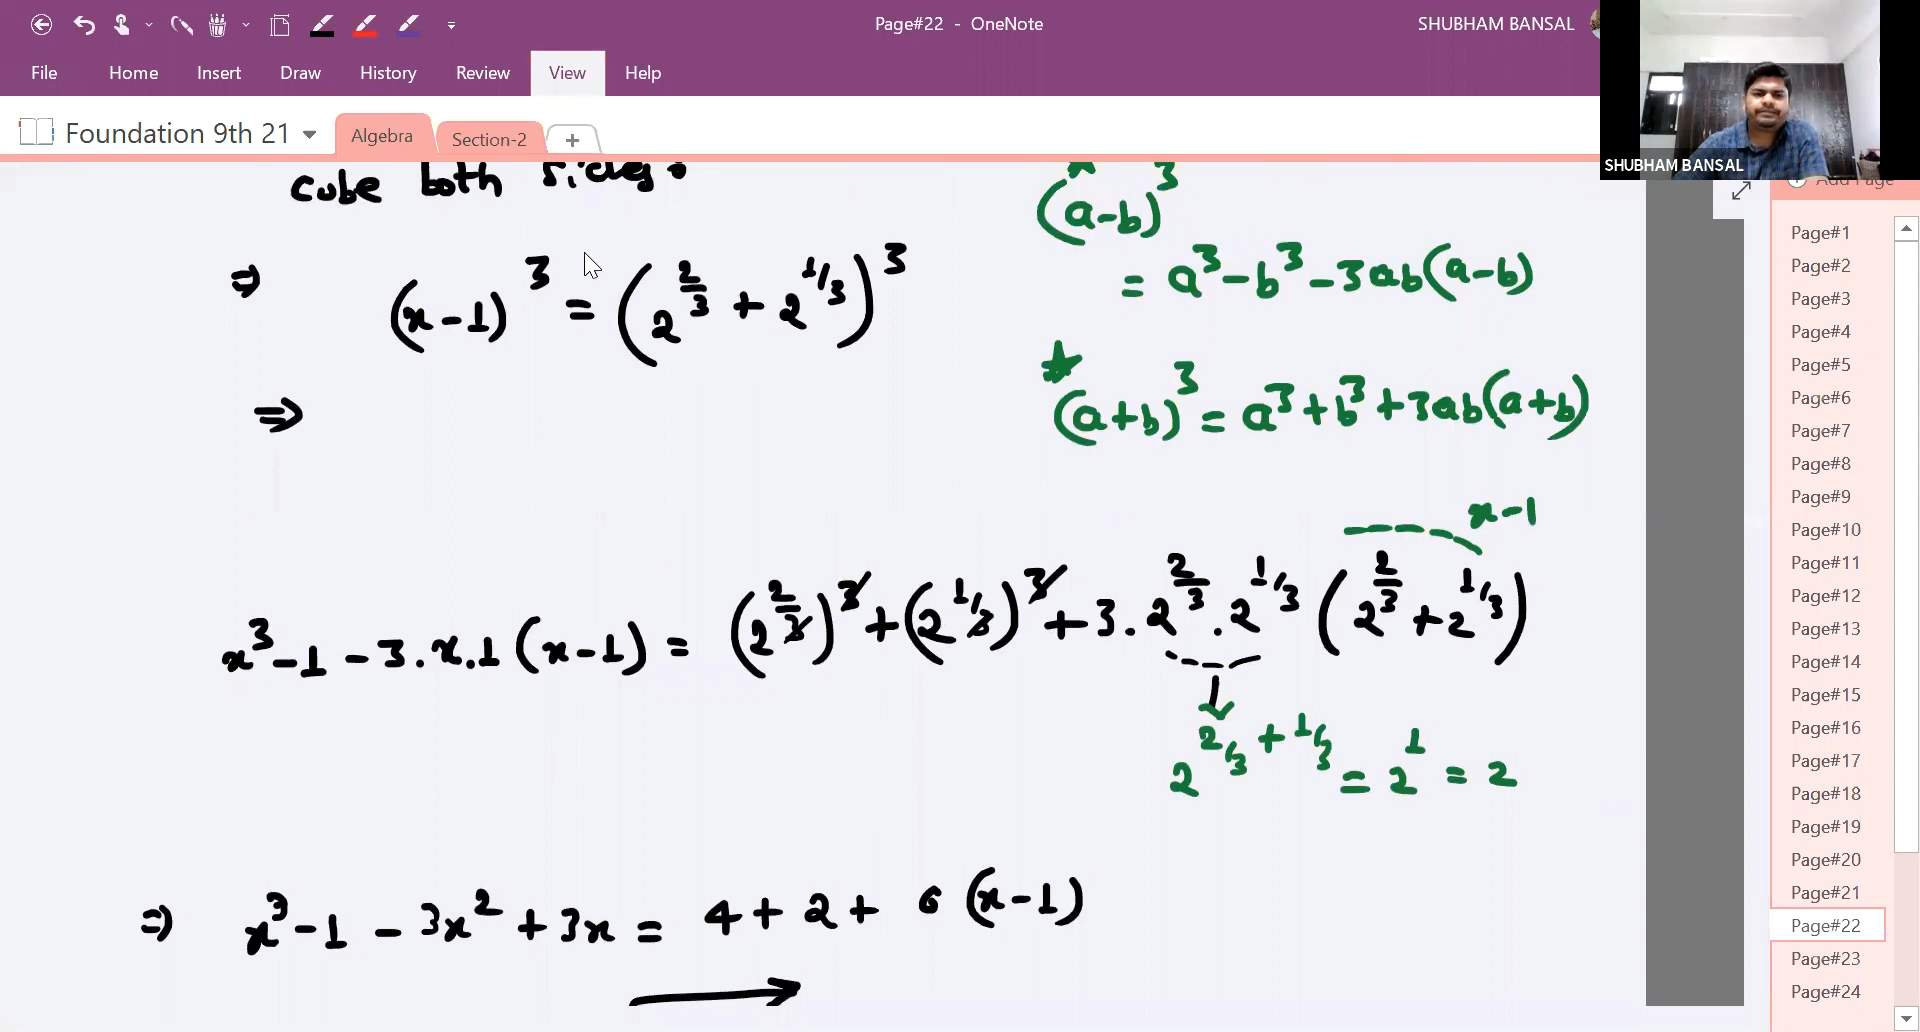 Page#22 - OneNote
SHUBHAM BANSAL
File Home Insert Draw History Review View Help
SHUBHAM BANSAL
Foundation 9th 21
Algebra
Section-2
Add Page
cube both sides.
(a-b)³
= a³ - b³ - 3ab(a-b)
⇒ (x-1)³ = (2^(2/3) + 2^(1/3))³
★
(a+b)³ = a³ + b³ + 3ab(a+b)
⇒
x-1
x³ - 1 - 3.x.1 (x-1) = (2^(2/3))³ + (2^(1/3))³ + 3.2^(2/3).2^(1/3) (2^(2/3) + 2^(1/3))
2^(2/3 + 1/3) = 2¹ = 2
⇒ x³ - 1 - 3x² + 3x = 4 + 2 + 6 (x-1)
Page#1
Page#2
Page#3
Page#4
Page#5
Page#6
Page#7
Page#8
Page#9
Page#10
Page#11
Page#12
Page#13
Page#14
Page#15
Page#16
Page#17
Page#18
Page#19
Page#20
Page#21
Page#22
Page#23
Page#24